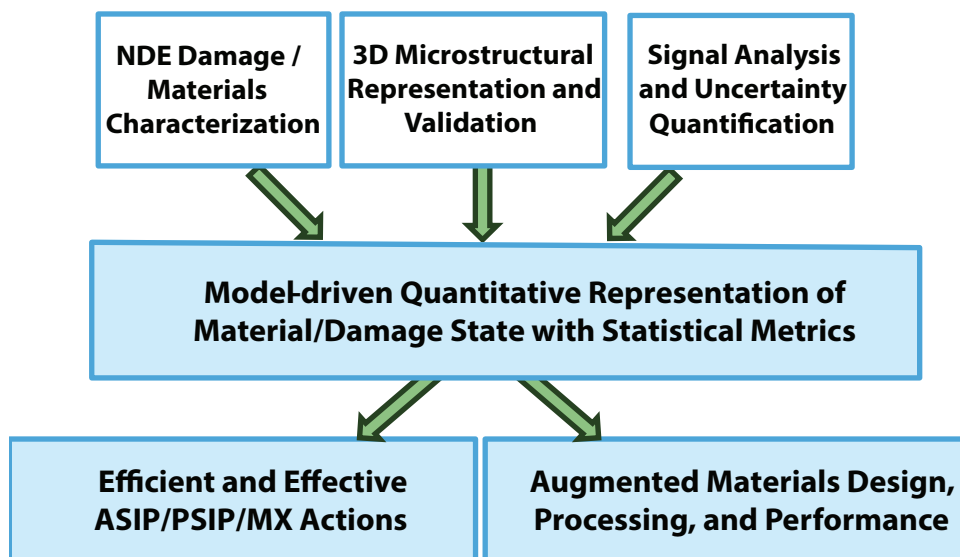 NDE Damage /
Materials
Characterization
3D Microstructural
Representation and
Validation
Signal Analysis
and Uncertainty
Quantification
Model-driven Quantitative Representation of
Material/Damage State with Statistical Metrics
Efficient and Effective
ASIP/PSIP/MX Actions
Augmented Materials Design,
Processing, and Performance